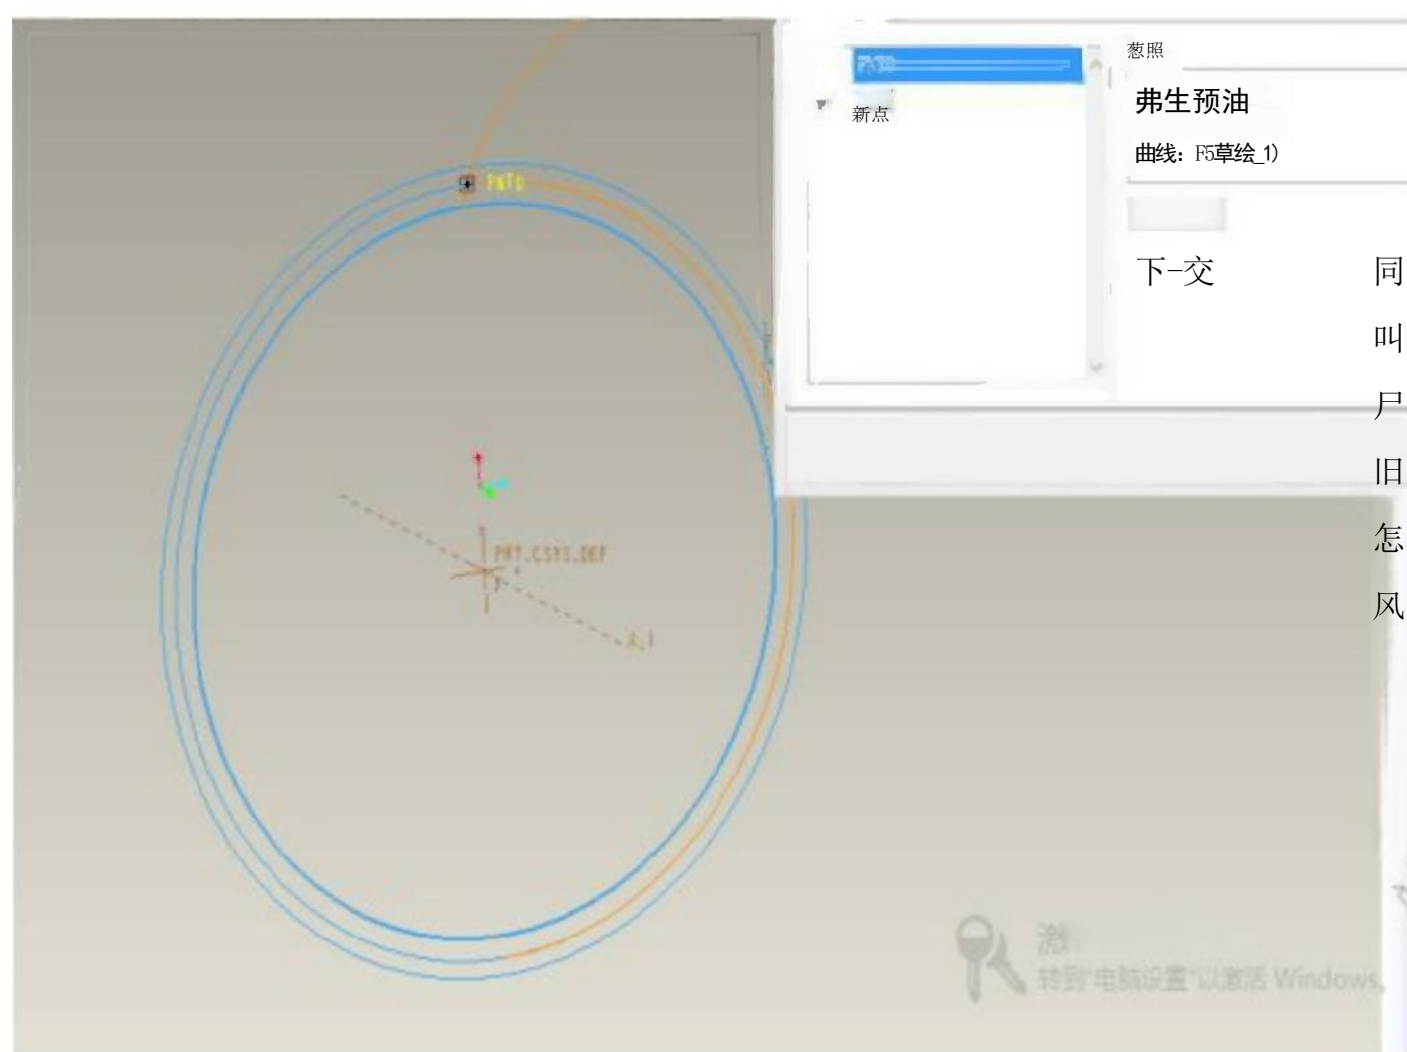 葱照
弗生预油
新点
曲线：F5草绘_1)
PNT0
下-交
同
叫
尸
旧
怎
风
PRT_CSYS_DEF
A_1
激
转到"电脑设置"以激活 Windows。